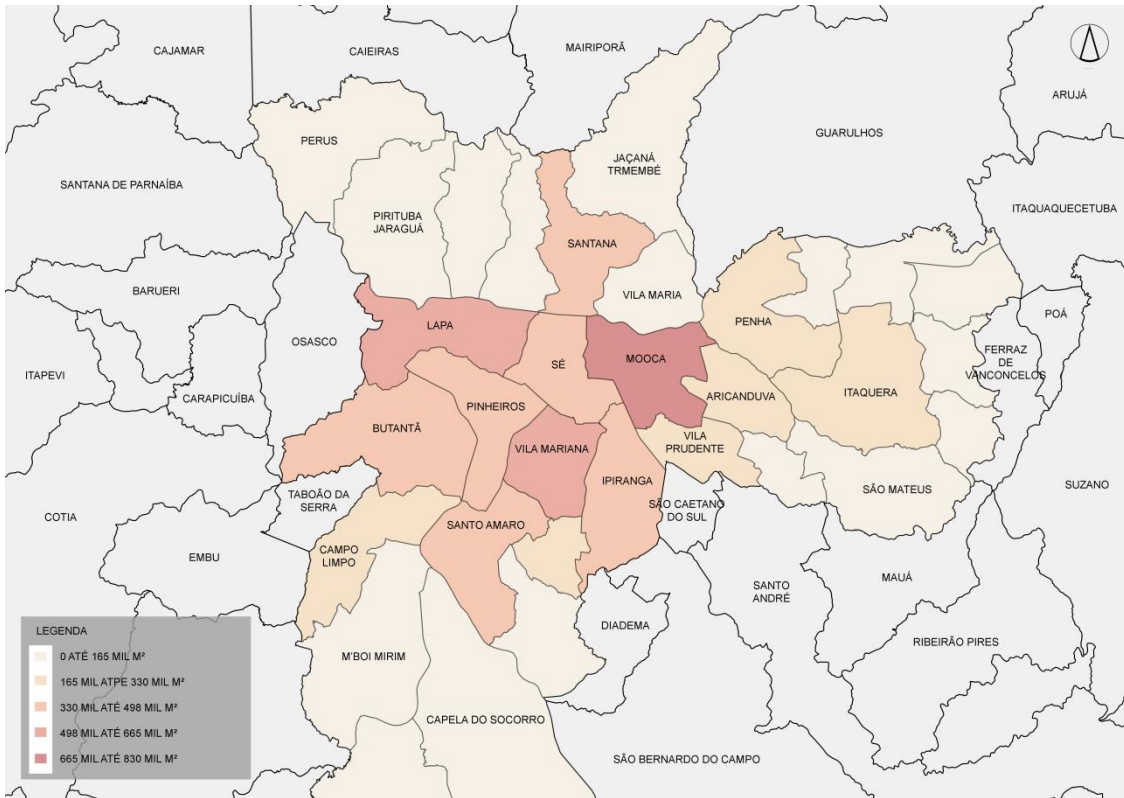 CAJAMAR
CAIEIRAS
MAIRIPORÃ
ARUJÁ
PERUS
GUARULHOS
JAÇANÁ
TRMEMBÉ
SANTANA DE PARNAÍBA
ITAQUAQUECETUBA
PIRITUBA
JARAGUÁ
SANTANA
BARUERI
VILA MARIA
POÁ
LAPA
PENHA
OSASCO
FERRAZ
DE
VANCONCELOS
SÉ
MOOCA
ITAPEVI
CARAPICUÍBA
PINHEIROS
ARICANDUVA
ITAQUERA
BUTANTÃ
VILA
PRUDENTE
VILA MARIANA
IPIRANGA
SÃO MATEUS
SUZANO
TABOÃO DA
SERRA
SÃO CAETANO
DO SUL
COTIA
SANTO AMARO
EMBU
CAMPO
LIMPO
SANTO
ANDRÉ
MAUÁ
DIADEMA
RIBEIRÃO PIRES
M'BOI MIRIM
CAPELA DO SOCORRO
SÃO BERNARDO DO CAMPO
LEGENDA
0 ATÉ 165 MIL M²
165 MIL ATPE 330 MIL M²
330 MIL ATÉ 498 MIL M²
498 MIL ATÉ 665 MIL M²
665 MIL ATÉ 830 MIL M²